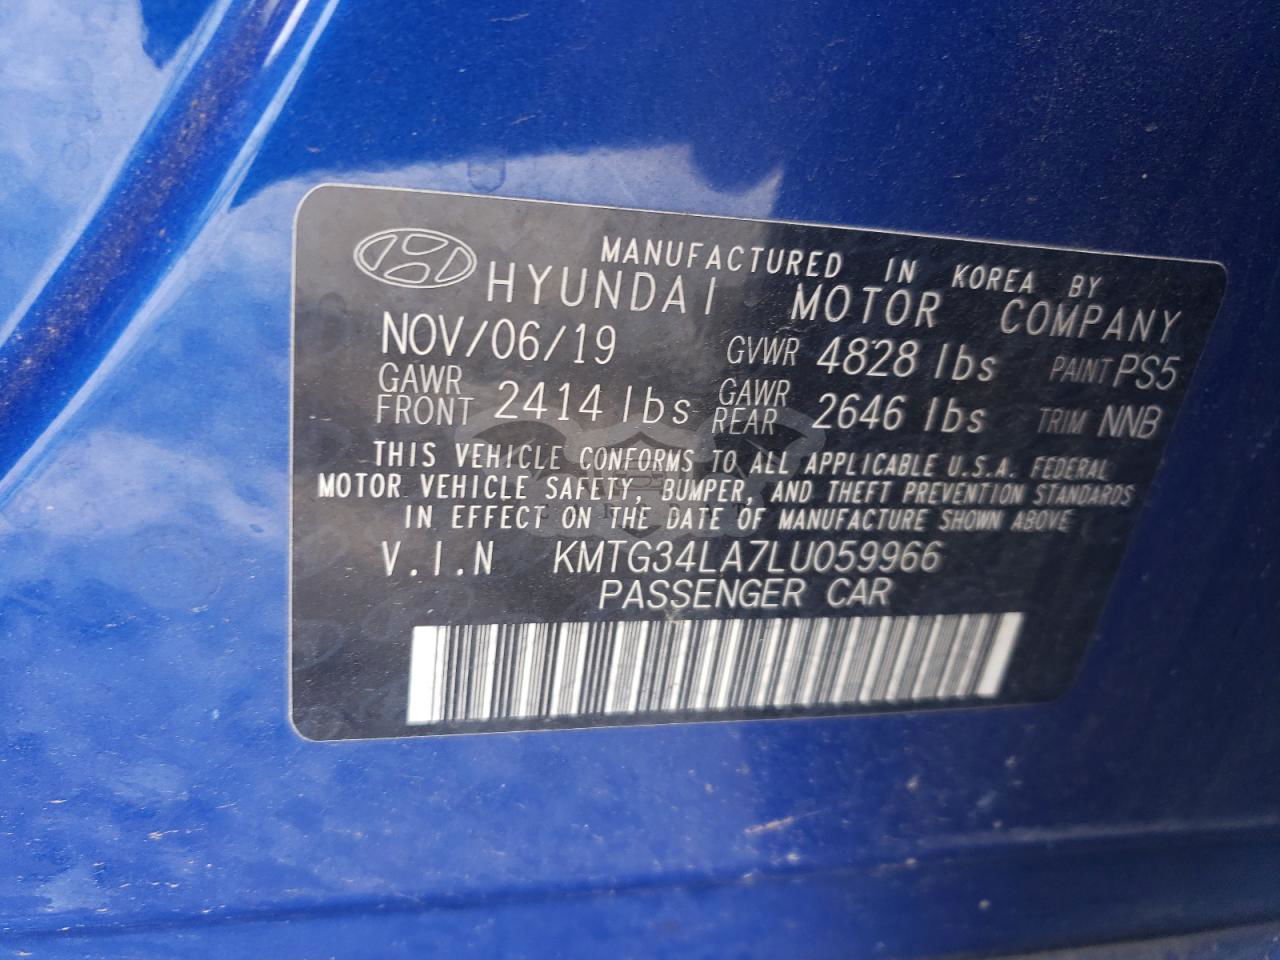 MANUFACTURED IN KOREA BY
HYUNDAI MOTOR COMPANY
NOV/06/19 GVWR 4828 lbs PAINT PS5
GAWR FRONT 2414 lbs GAWR REAR 2646 lbs TRIM NNB
THIS VEHICLE CONFORMS TO ALL APPLICABLE U.S.A. FEDERAL
MOTOR VEHICLE SAFETY, BUMPER, AND THEFT PREVENTION STANDARDS
IN EFFECT ON THE DATE OF MANUFACTURE SHOWN ABOVE
V.I.N KMTG34LA7LU059966
PASSENGER CAR